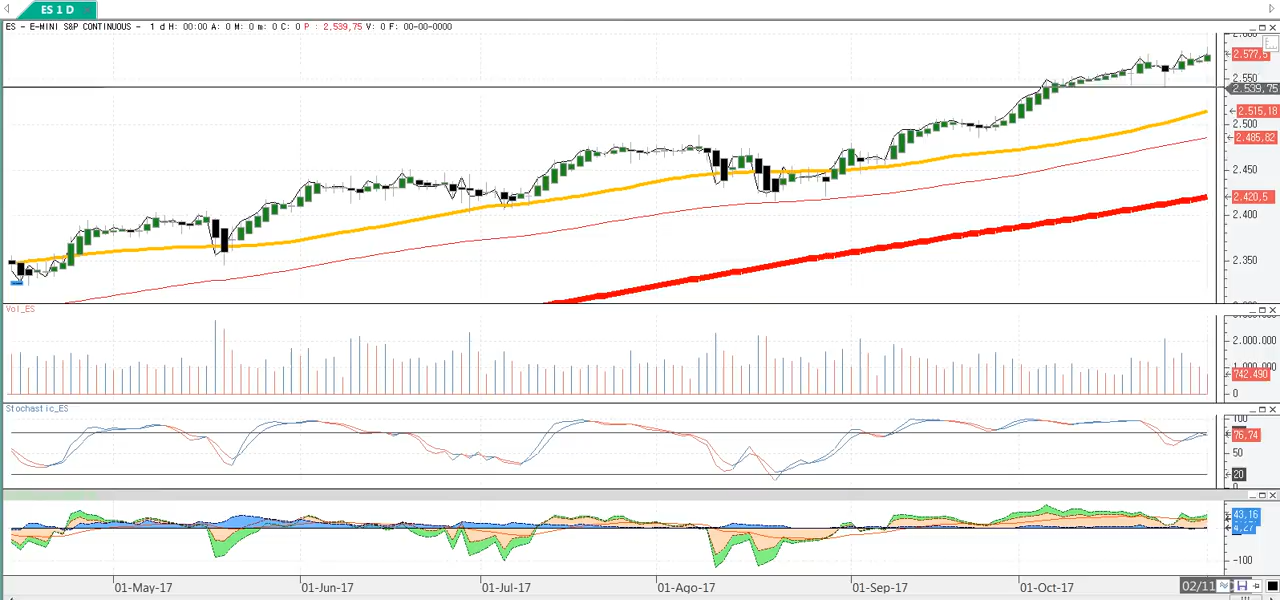 ES 1 D
ES - E-MINI S&P CONTINUOUS - 1 d H: 00:00 A: 0 M: 0 m: 0 C: 0 P : 2.539,75 V: 0 F: 00-00-0000
2.600
2.577,5
2.550
2.539,75
2.515,18
2.500
2.485,82
2.450
2.420,5
2.400
2.350
Vol_ES
2.000.000
1.000.000
742.490
0
Stochastic_ES
100
76,74
50
20
0
43,16
4,27
-100
01-May-17
01-Jun-17
01-Jul-17
01-Ago-17
01-Sep-17
01-Oct-17
02/11